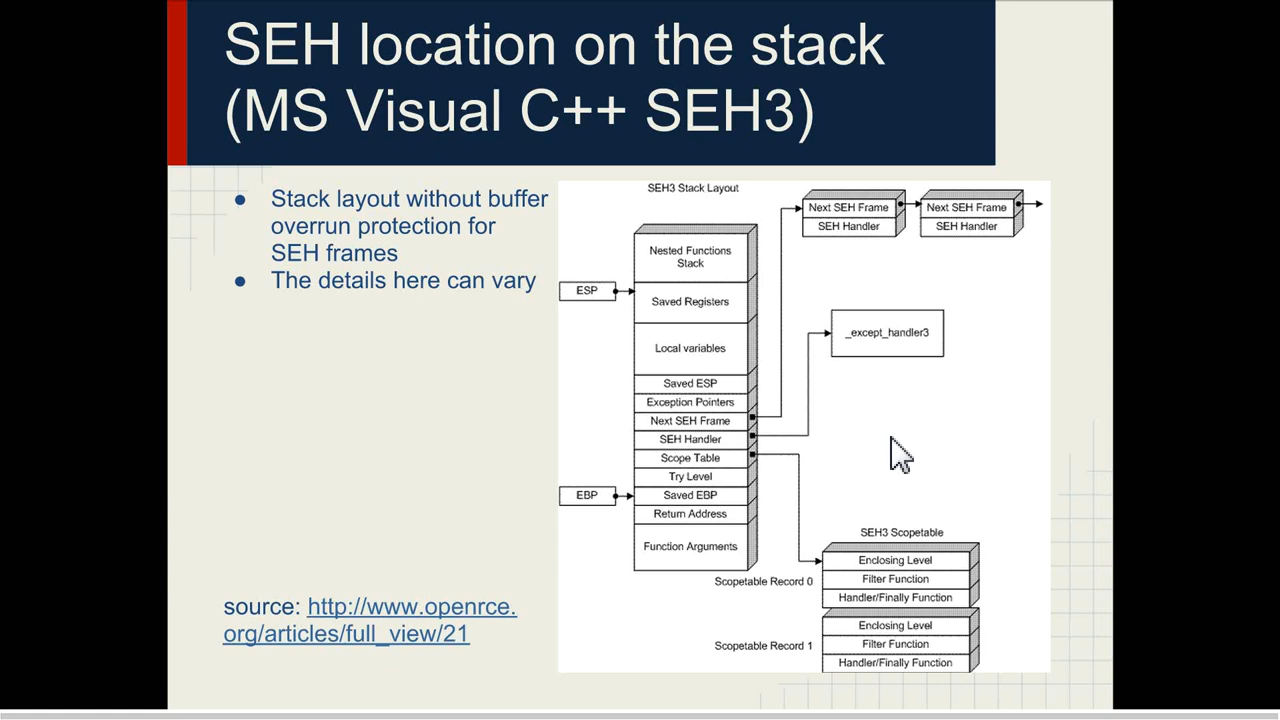 SEH location on the stack
(MS Visual C++ SEH3)
● Stack layout without buffer
overrun protection for
SEH frames
● The details here can vary
source: http://www.openrce.
org/articles/full_view/21
SEH3 Stack Layout
Nested Functions
Stack
ESP
Saved Registers
Local variables
Saved ESP
Exception Pointers
Next SEH Frame
SEH Handler
Scope Table
Try Level
EBP
Saved EBP
Return Address
Function Arguments
Next SEH Frame
SEH Handler
Next SEH Frame
SEH Handler
_except_handler3
SEH3 Scopetable
Scopetable Record 0
Enclosing Level
Filter Function
Handler/Finally Function
Scopetable Record 1
Enclosing Level
Filter Function
Handler/Finally Function